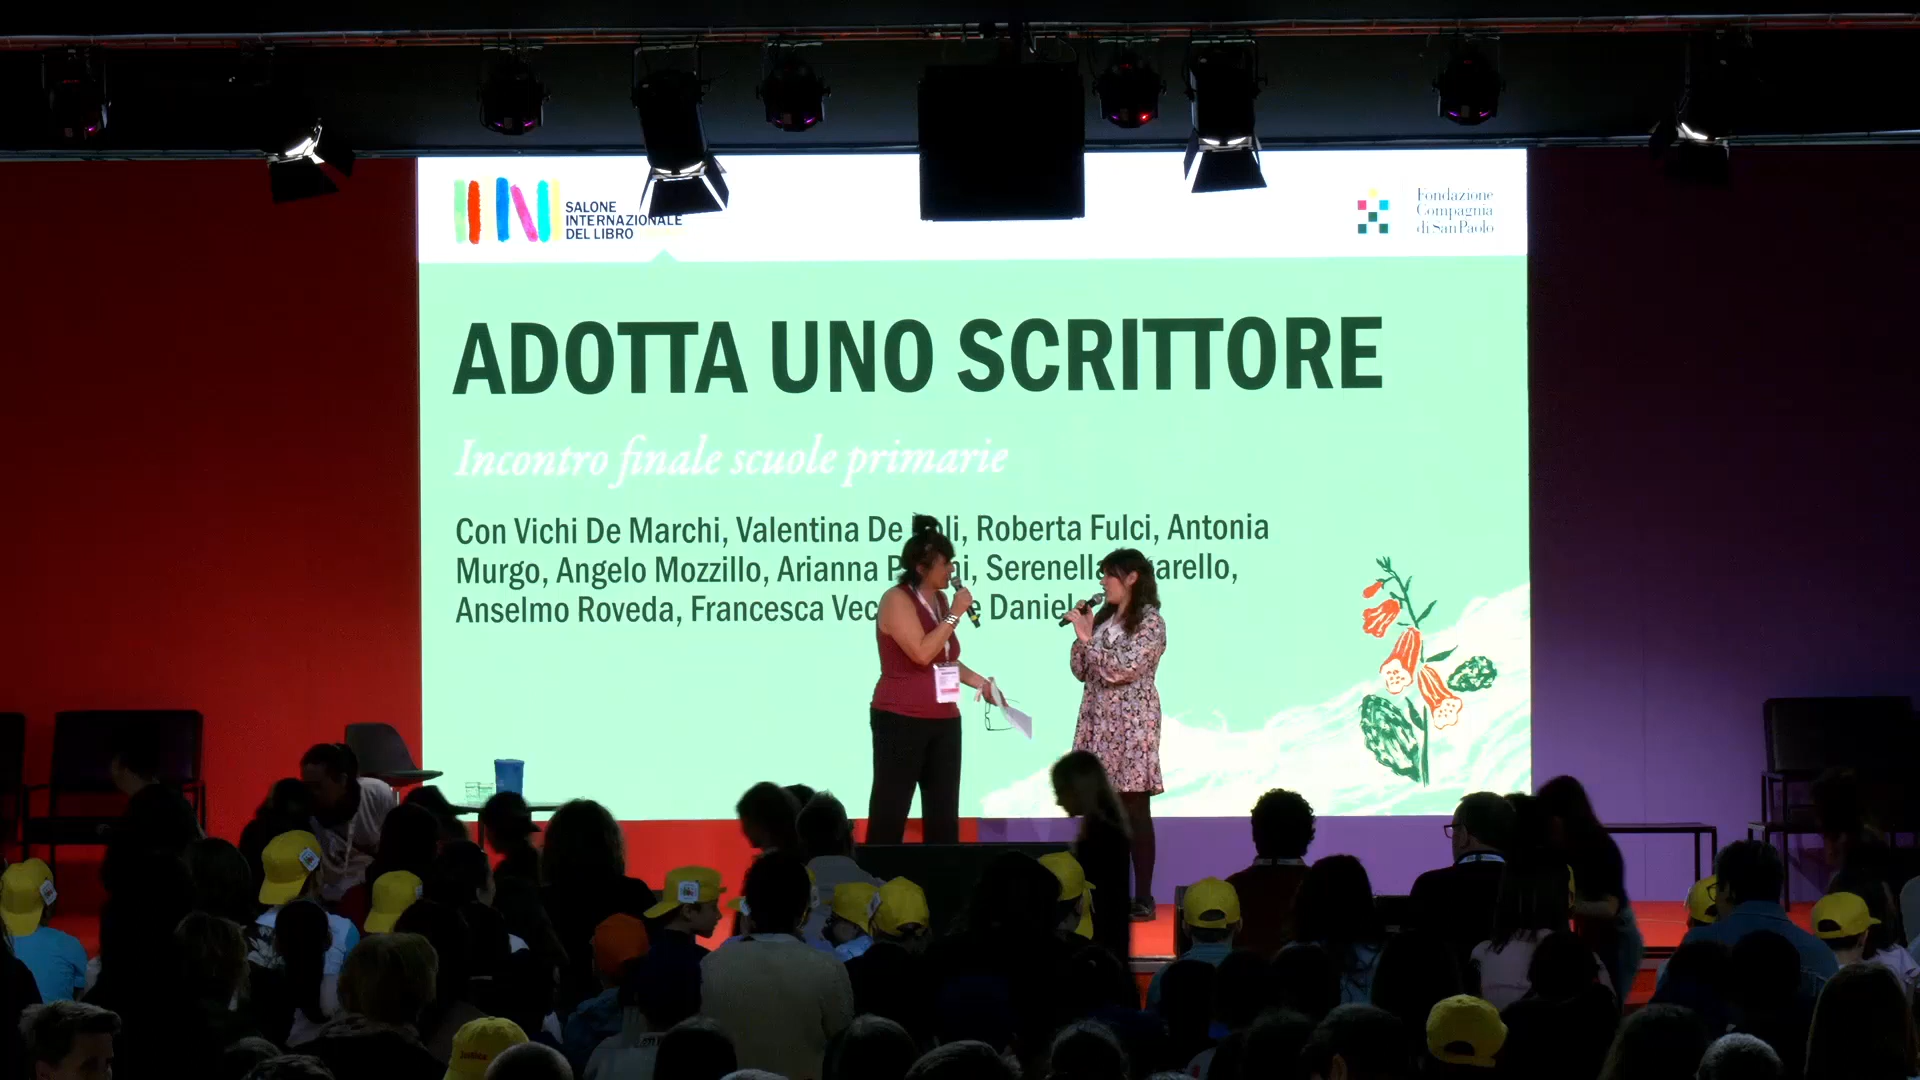 SALONE
INTERNAZIONALE
DEL LIBRO
Fondazione
Compagnia
di San Paolo
ADOTTA UNO SCRITTORE
Incontro finale scuole primarie
Con Vichi De Marchi, Valentina De li, Roberta Fulci, Antonia
Murgo, Angelo Mozzillo, Arianna Serenella
Anselmo Roveda, Francesca e